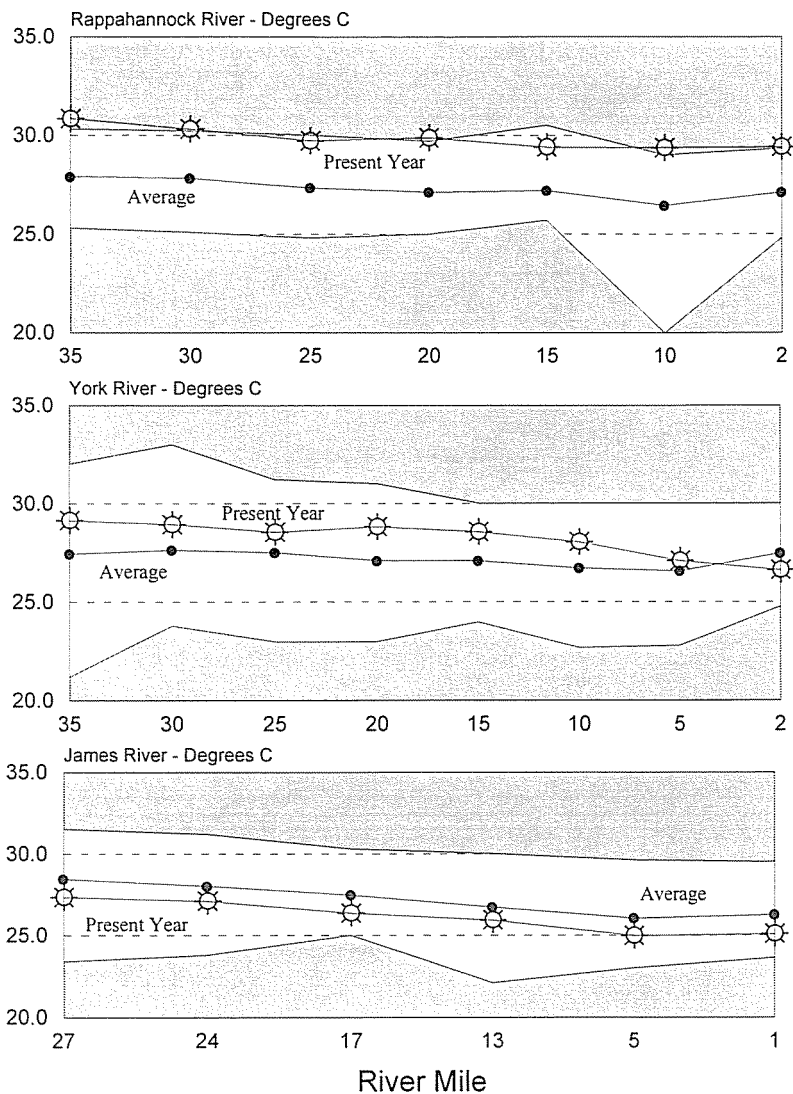 Rappahannock River - Degrees C
35.0
30.0
Present Year
Average
25.0
20.0
35 30 25 20 15 10 2
York River - Degrees C
35.0
30.0
Present Year
Average
25.0
20.0
35 30 25 20 15 10 5 2
James River - Degrees C
35.0
30.0
Average
Present Year
25.0
20.0
27 24 17 13 5 1
River Mile